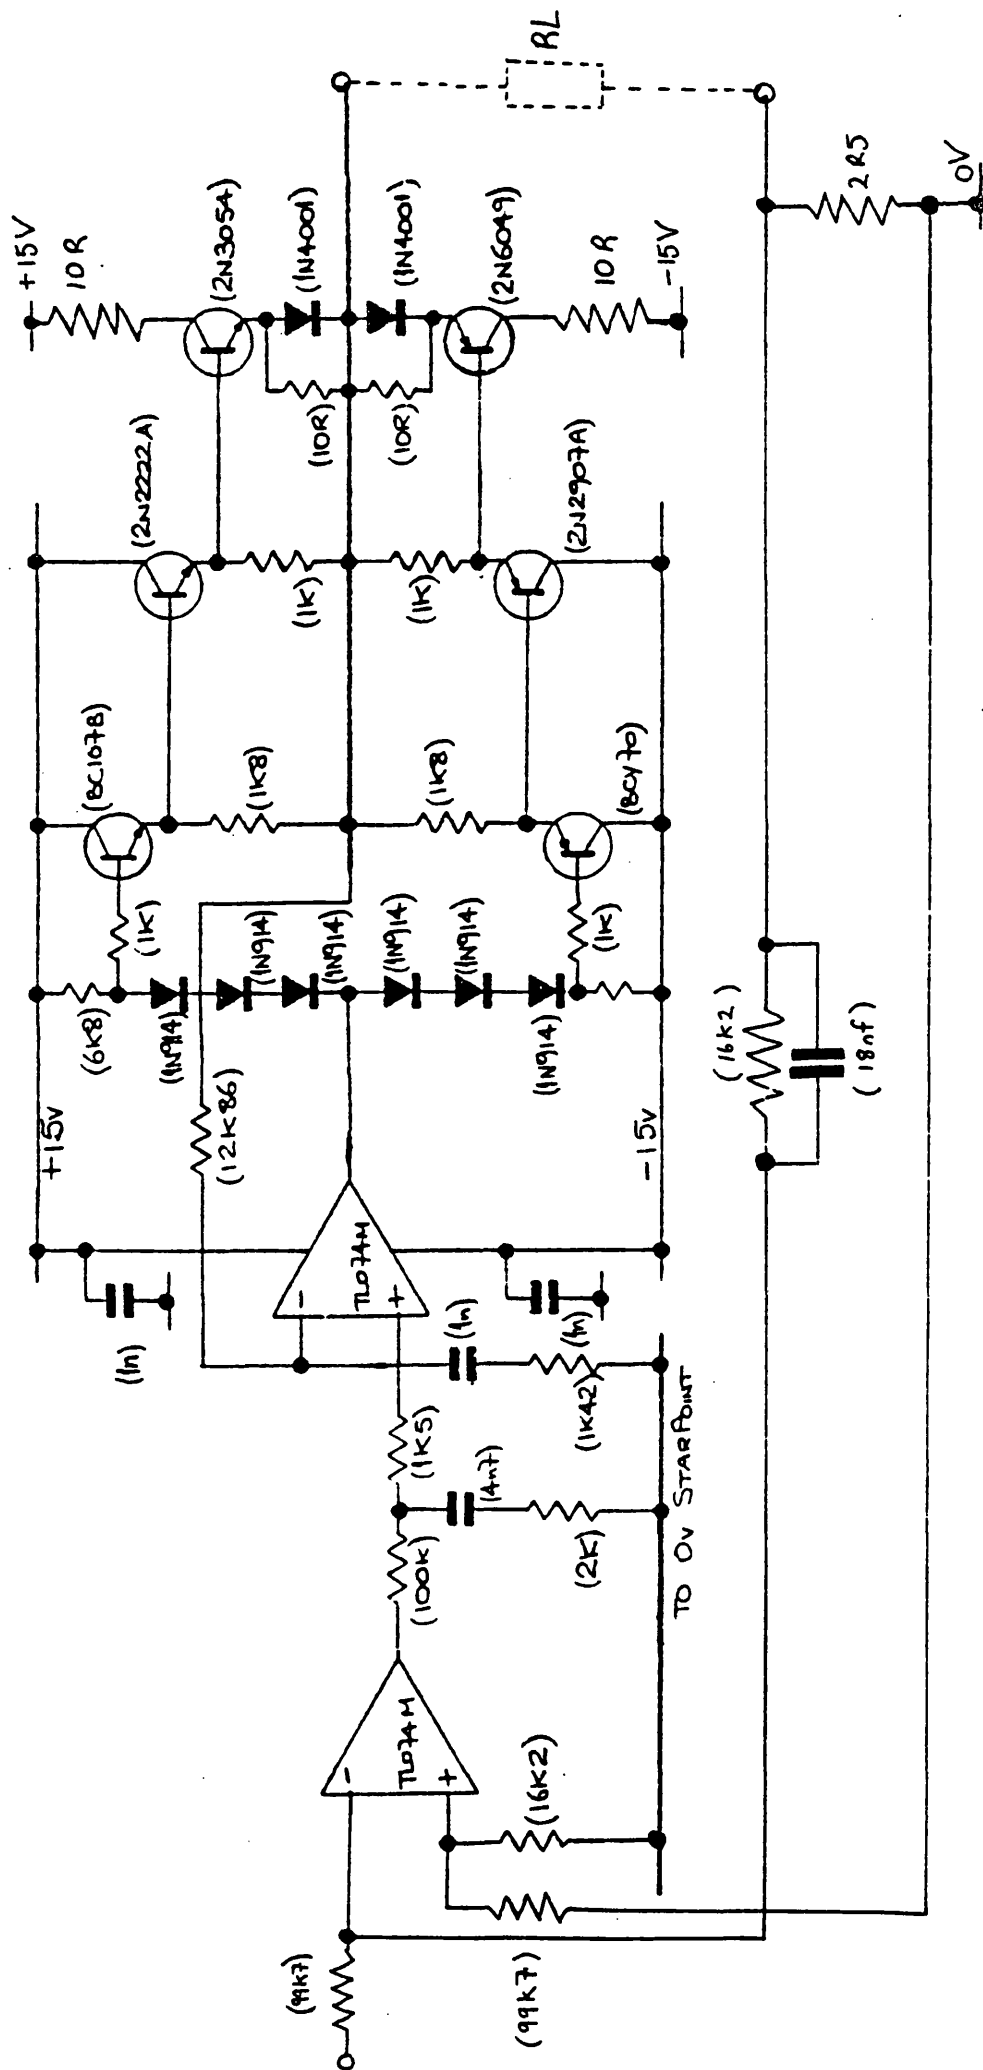 (99K7)
(99K7)
−
+
TL074M
(16K2)
(100K)
(4n7)
(2K)
TO 0V STARPOINT
(1K5)
(1n)
(1K42)
−
+
TL074M
(1n)
(1n)
+15V
−15V
(12K86)
(6K8)
(1N914)
(1N914)
(1N914)
(1N914)
(1N914)
(1N914)
(1K)
(1K)
(BC107B)
(1K8)
(1K8)
(BCY70)
(2N2222A)
(1K)
(1K)
(2N2907A)
+15V
10R
(2N3054)
(1N4001)
(10R)
(10R)
(1N4001)
(2N6049)
10R
−15V
RL
(16K2)
(18nf)
2R5
0V